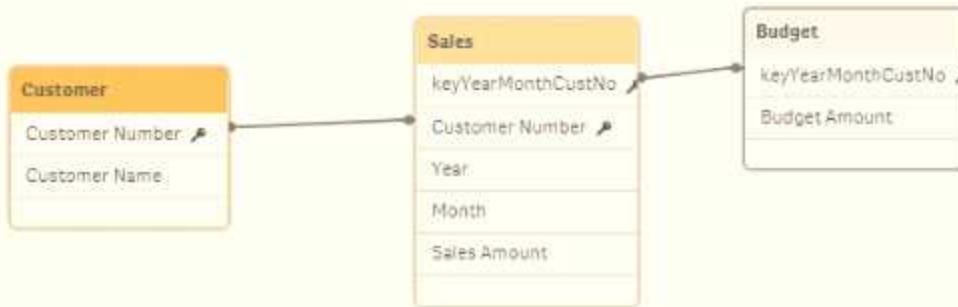 Customer
Customer Number
Customer Name
Sales
keyYearMonthCustNo
Customer Number
Year
Month
Sales Amount
Budget
keyYearMonthCustNo
Budget Amount